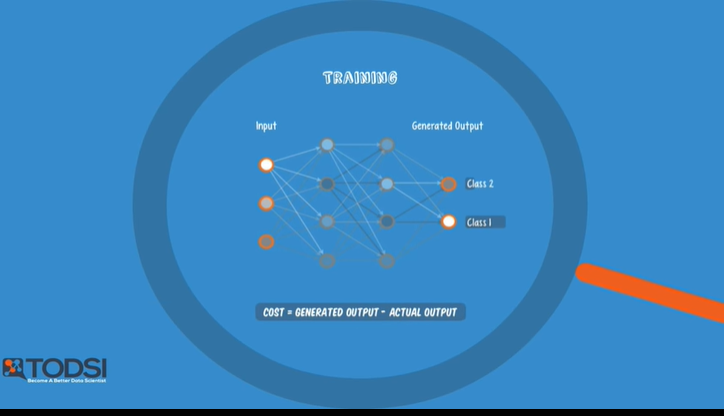 TRAINING
Input
Generated Output
Class 2
Class 1
COST = GENERATED OUTPUT - ACTUAL OUTPUT
TODSI
Become A Better Data Scientist